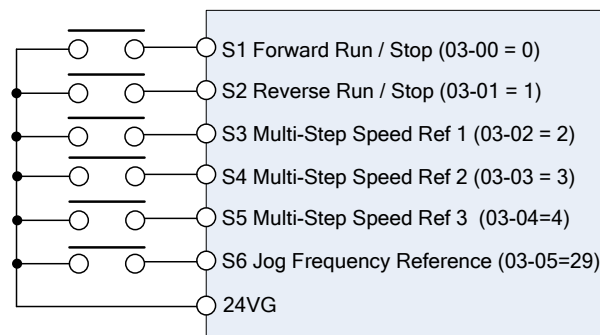 S1 Forward Run / Stop (03-00 = 0)
S2 Reverse Run / Stop (03-01 = 1)
S3 Multi-Step Speed Ref 1 (03-02 = 2)
S4 Multi-Step Speed Ref 2 (03-03 = 3)
S5 Multi-Step Speed Ref 3 (03-04=4)
S6 Jog Frequency Reference (03-05=29)
24VG